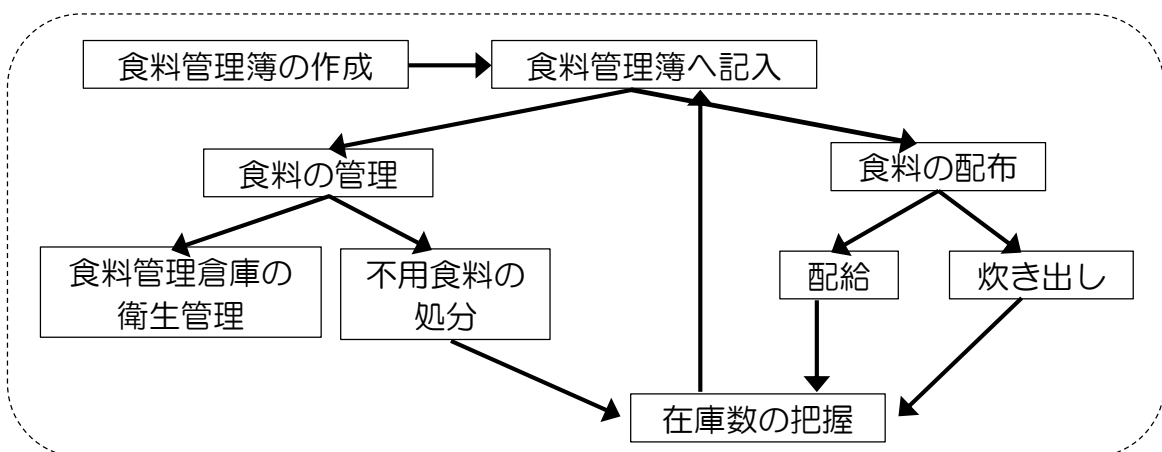 食料管理簿の作成
食料管理簿へ記入
食料の管理
食料の配布
食料管理倉庫の
衛生管理
不用食料の
処分
配給
炊き出し
在庫数の把握